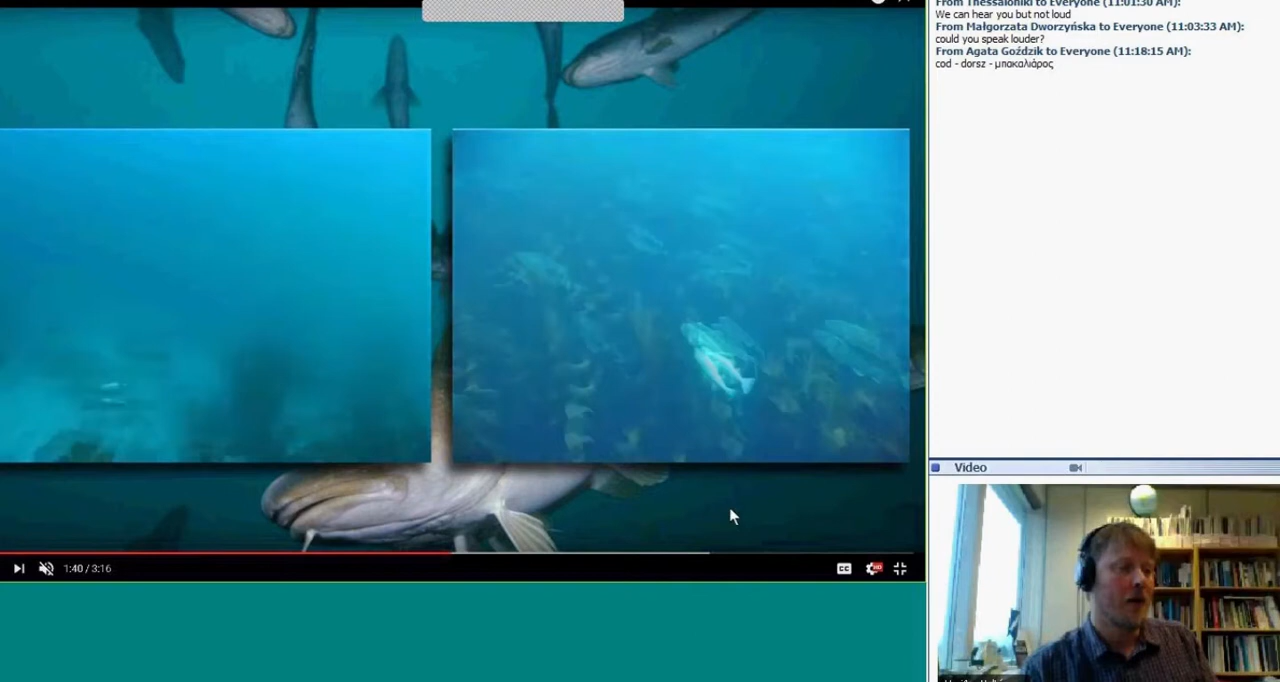 From Thessaloniki to Everyone (11:01:30 AM):
We can hear you but not loud
From Małgorzata Dworzyńska to Everyone (11:03:33 AM):
could you speak louder?
From Agata Goździk to Everyone (11:18:15 AM):
cod - dorsz - μπακαλιάρος
Video
1:40 / 3:16
CC
HD